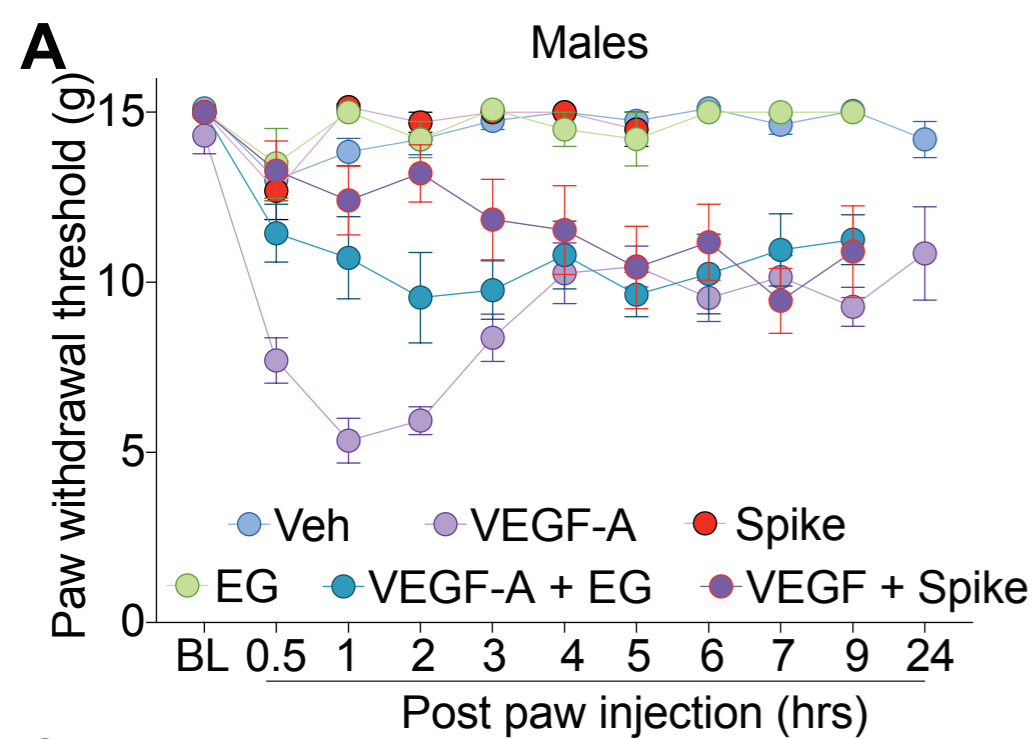 A
Males
Paw withdrawal threshold (g)
15
10
5
0
Veh VEGF-A Spike
EG VEGF-A + EG VEGF + Spike
BL 0.5 1 2 3 4 5 6 7 9 24
Post paw injection (hrs)